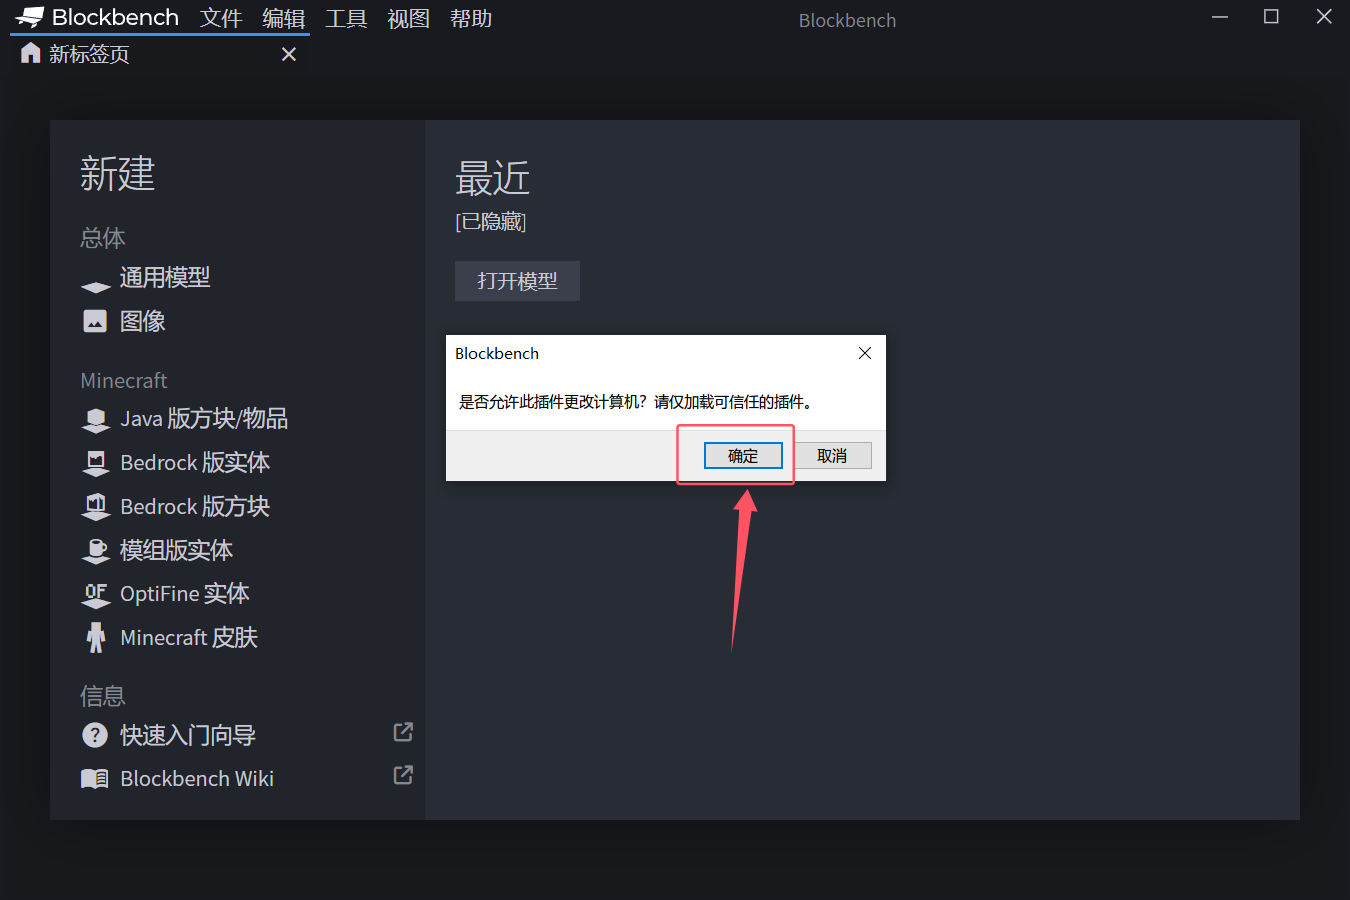 Blockbench 文件 编辑 工具 视图 帮助
Blockbench
新标签页
新建
总体
通用模型
图像
Minecraft
Java 版方块/物品
Bedrock 版实体
Bedrock 版方块
模组版实体
OF
OptiFine 实体
Minecraft 皮肤
信息
快速入门向导
Blockbench Wiki
最近
[已隐藏]
打开模型
Blockbench
是否允许此插件更改计算机？请仅加载可信任的插件。
确定 取消